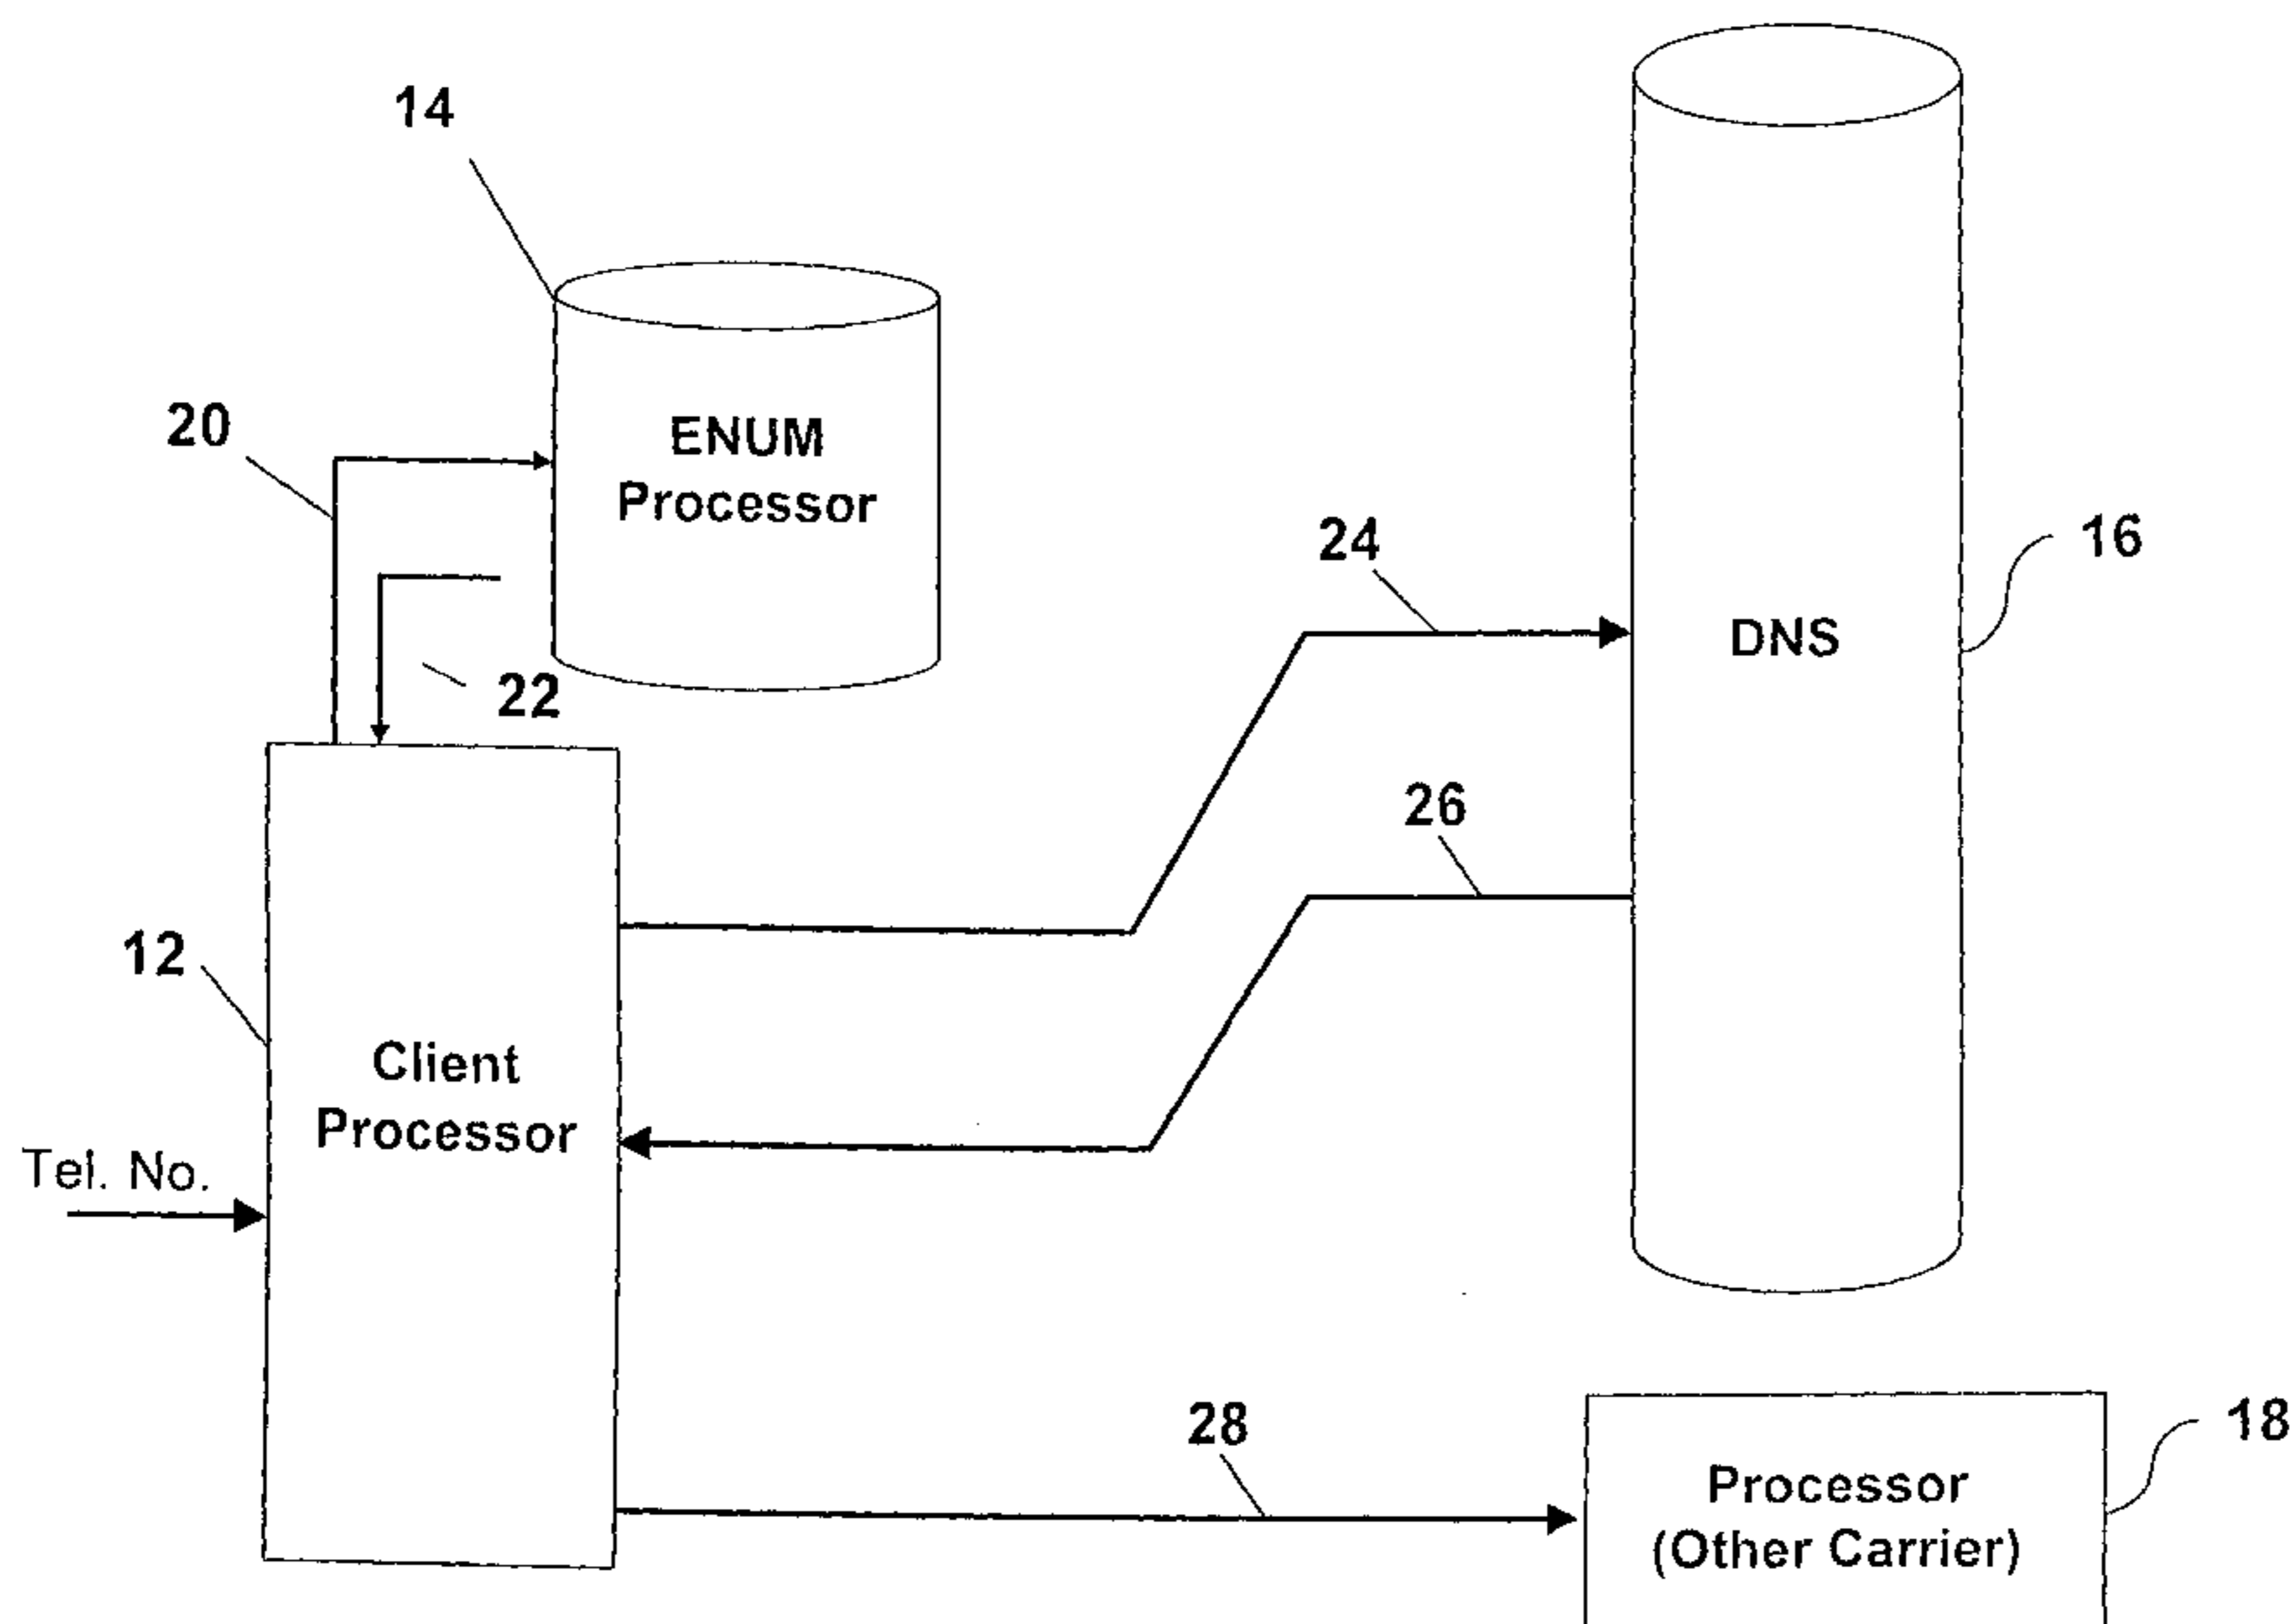 14
20
ENUM
Processor
24
16
DNS
22
26
12
Client
Processor
Tel. No.
28
18
Processor
(Other Carrier)